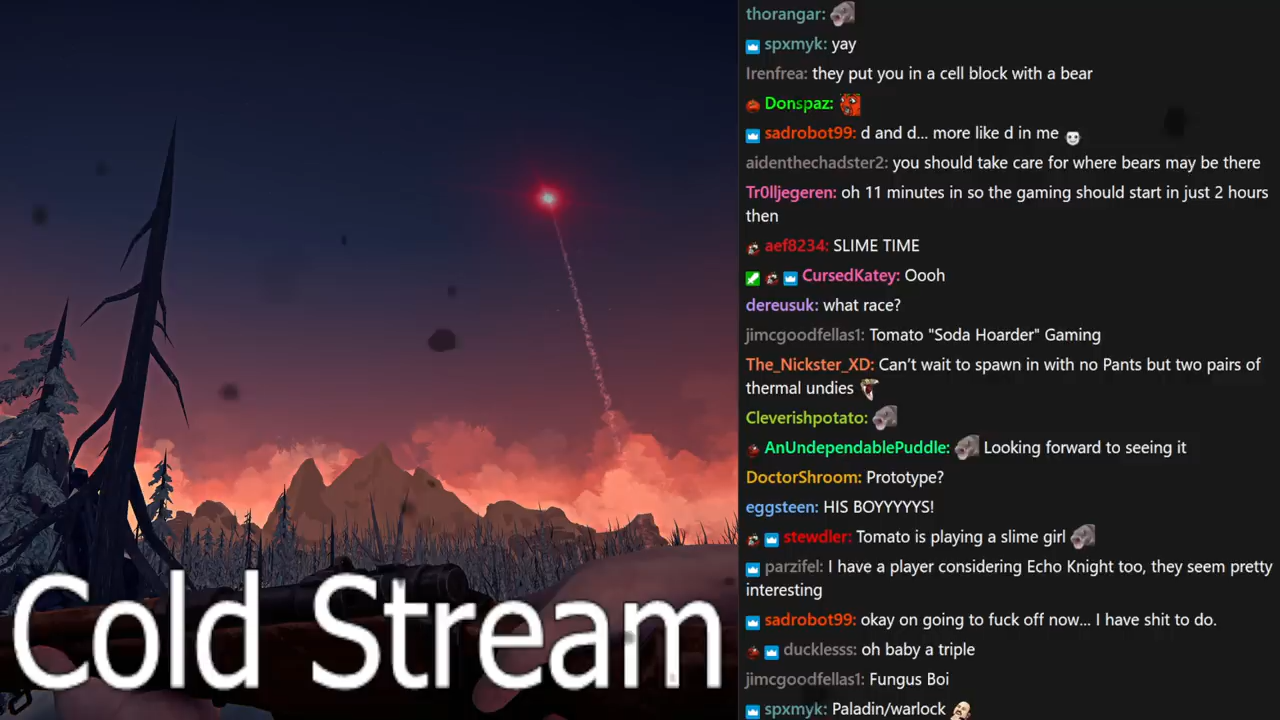 thorangar:
spxmyk: yay
Irenfrea: they put you in a cell block with a bear
Donspaz:
sadrobot99: d and d... more like d in me
aidenthechadster2: you should take care for where bears may be there
Tr0lljegeren: oh 11 minutes in so the gaming should start in just 2 hours
then
aef8234: SLIME TIME
CursedKatey: Oooh
dereusuk: what race?
jimcgoodfellas1: Tomato "Soda Hoarder" Gaming
The_Nickster_XD: Can't wait to spawn in with no Pants but two pairs of
thermal undies
Cleverishpotato:
AnUndependablePuddle: Looking forward to seeing it
DoctorShroom: Prototype?
eggsteen: HIS BOYYYYYS!
stewdler: Tomato is playing a slime girl
parzifel: I have a player considering Echo Knight too, they seem pretty
interesting
sadrobot99: okay on going to fuck off now... I have shit to do.
ducklesss: oh baby a triple
jimcgoodfellas1: Fungus Boi
spxmyk: Paladin/warlock
Cold Stream